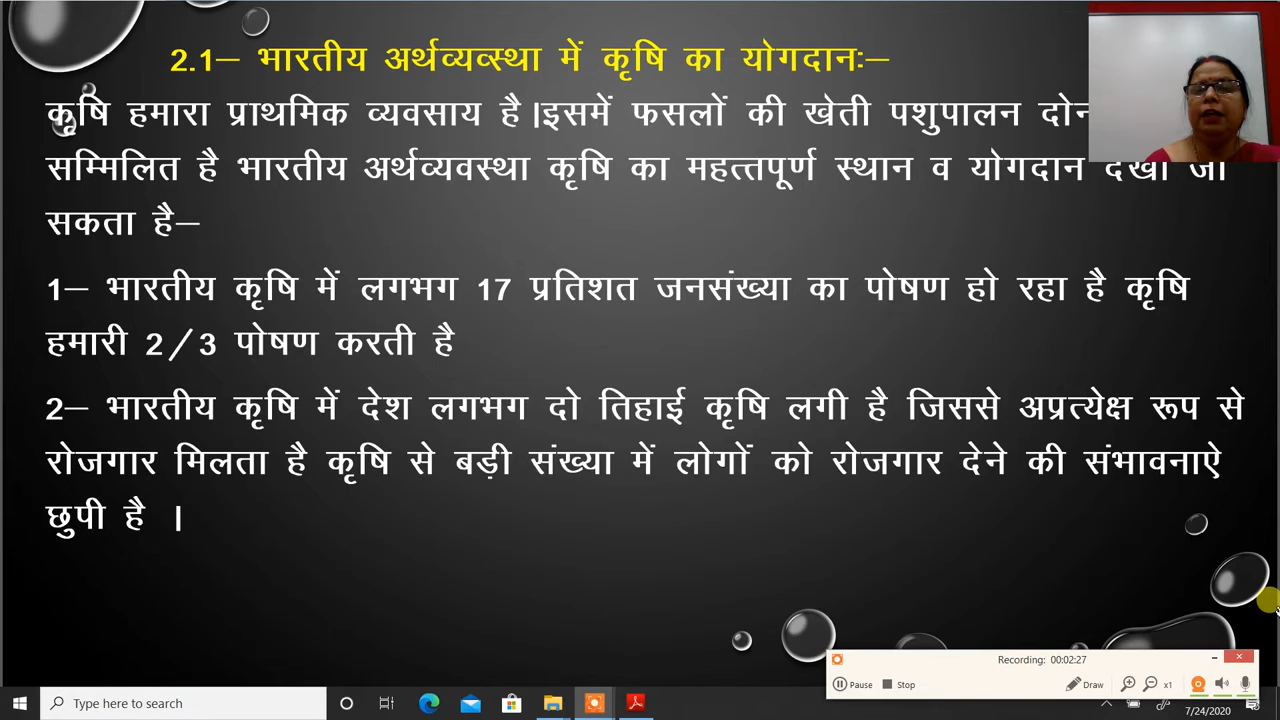 2.1– भारतीय अर्थव्यव्स्था में कृषि का योगदानः–
कृषि हमारा प्राथमिक व्यवसाय है।इसमें फसलों की खेती पशुपालन
सम्मिलित है भारतीय अर्थव्यवस्था कृषि का महत्तपूर्ण स्थान व योगदान देखा जा
सकता है–
1– भारतीय कृषि में लगभग 17 प्रतिशत जनसंख्या का पोषण हो रहा है कृषि
हमारी 2/3 पोषण करती है
2– भारतीय कृषि में देश लगभग दो तिहाई कृषि लगी है जिससे अप्रत्येक्ष रूप से
रोजगार मिलता है कृषि से बड़ी संख्या में लोगों को रोजगार देने की संभावनाऐ
छुपी है ।
Recording: 00:02:27
Pause Stop Draw x1
Type here to search
7/24/2020